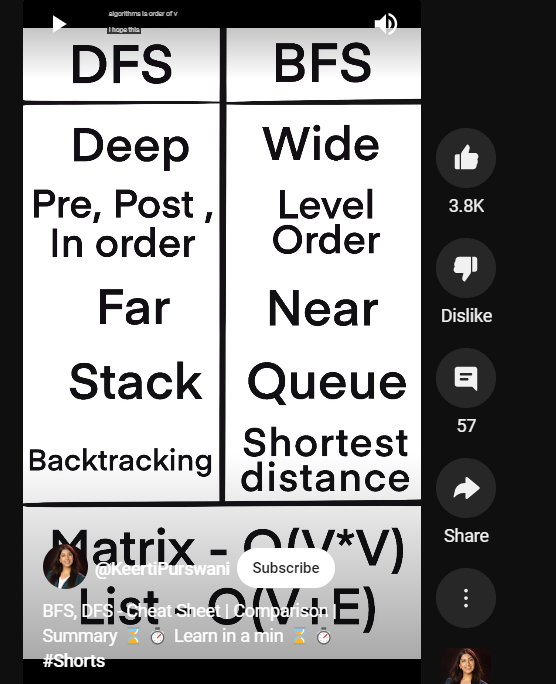 algorithms is order of v
I hope this
DFS
BFS
Deep
Wide
Pre, Post ,
In order
Level
Order
Far
Near
Stack
Queue
Backtracking
Shortest
distance
Matrix - O(V*V)
List - O(V+E)
@KeertiPurswani
Subscribe
BFS, DFS - Cheat Sheet | Comparison |
Summary ⏳ ⏱️ Learn in a min ⏳ ⏱️
#Shorts
3.8K
Dislike
57
Share